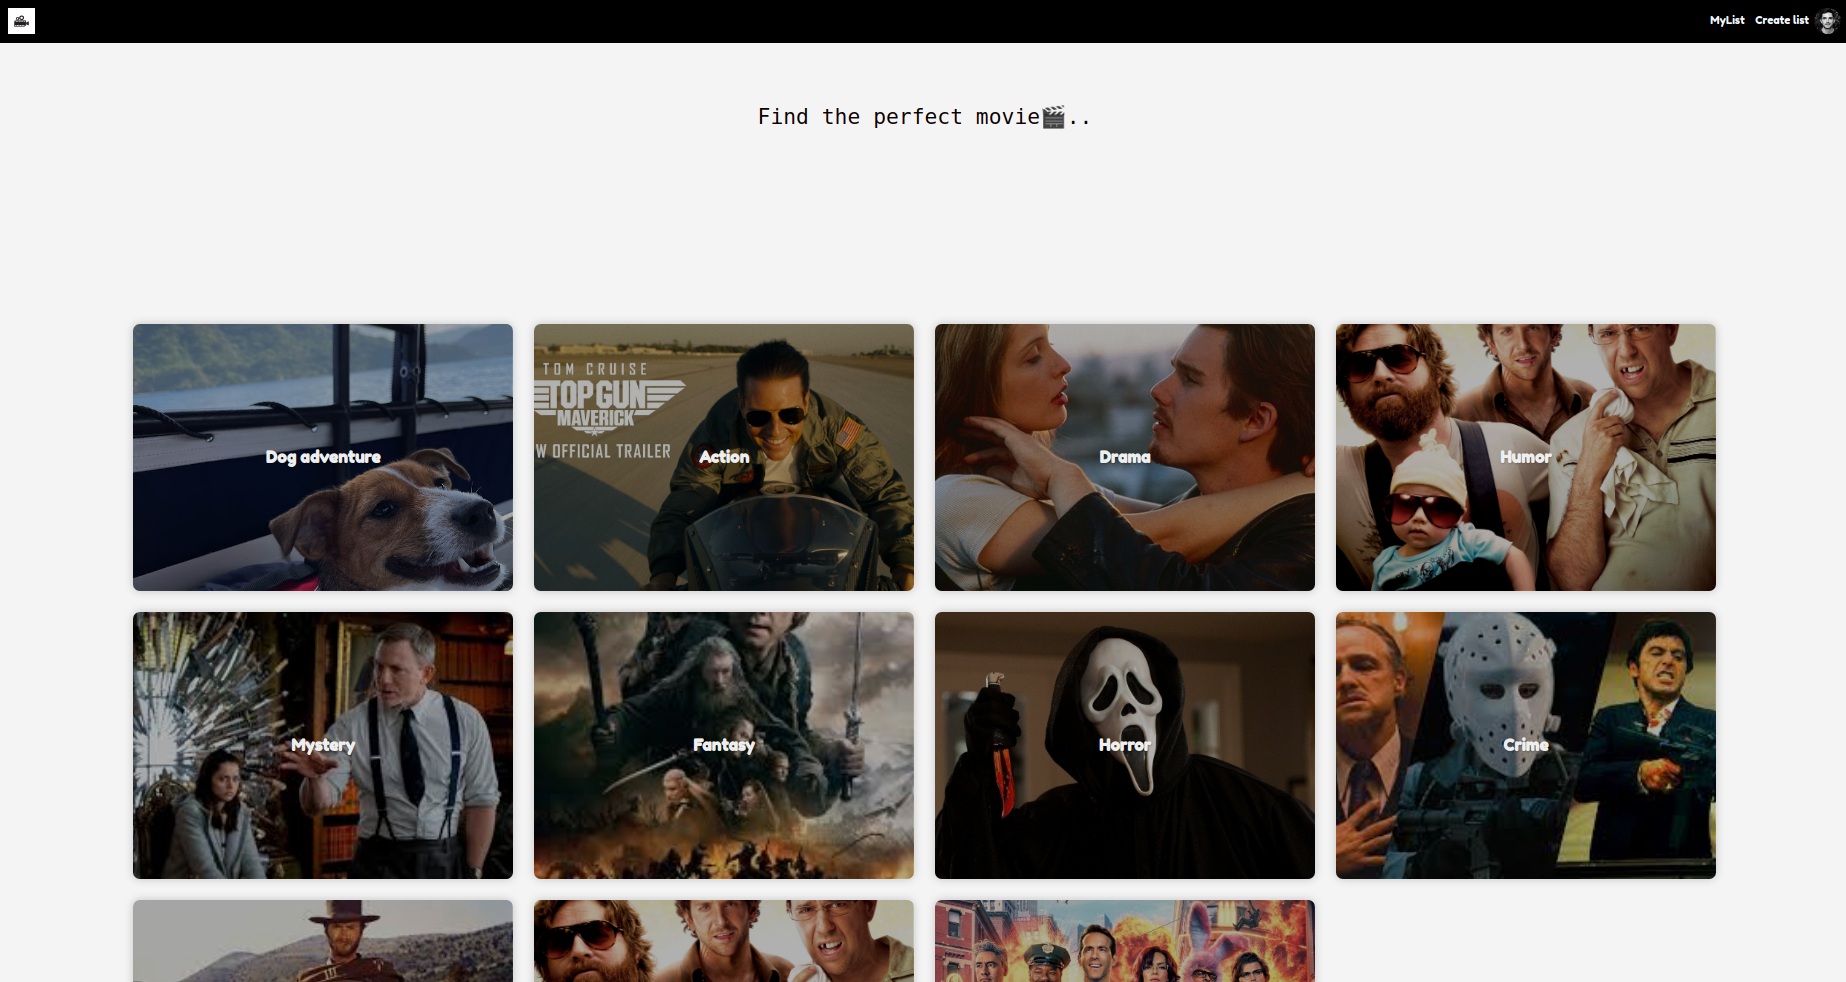 MyList Create list
Find the perfect movie🎬..
Dog adventure
TOM CRUISE
TOP GUN
MAVERICK
W OFFICIAL TRAILER
Action
Drama
Humor
Mystery
Fantasy
Horror
Crime